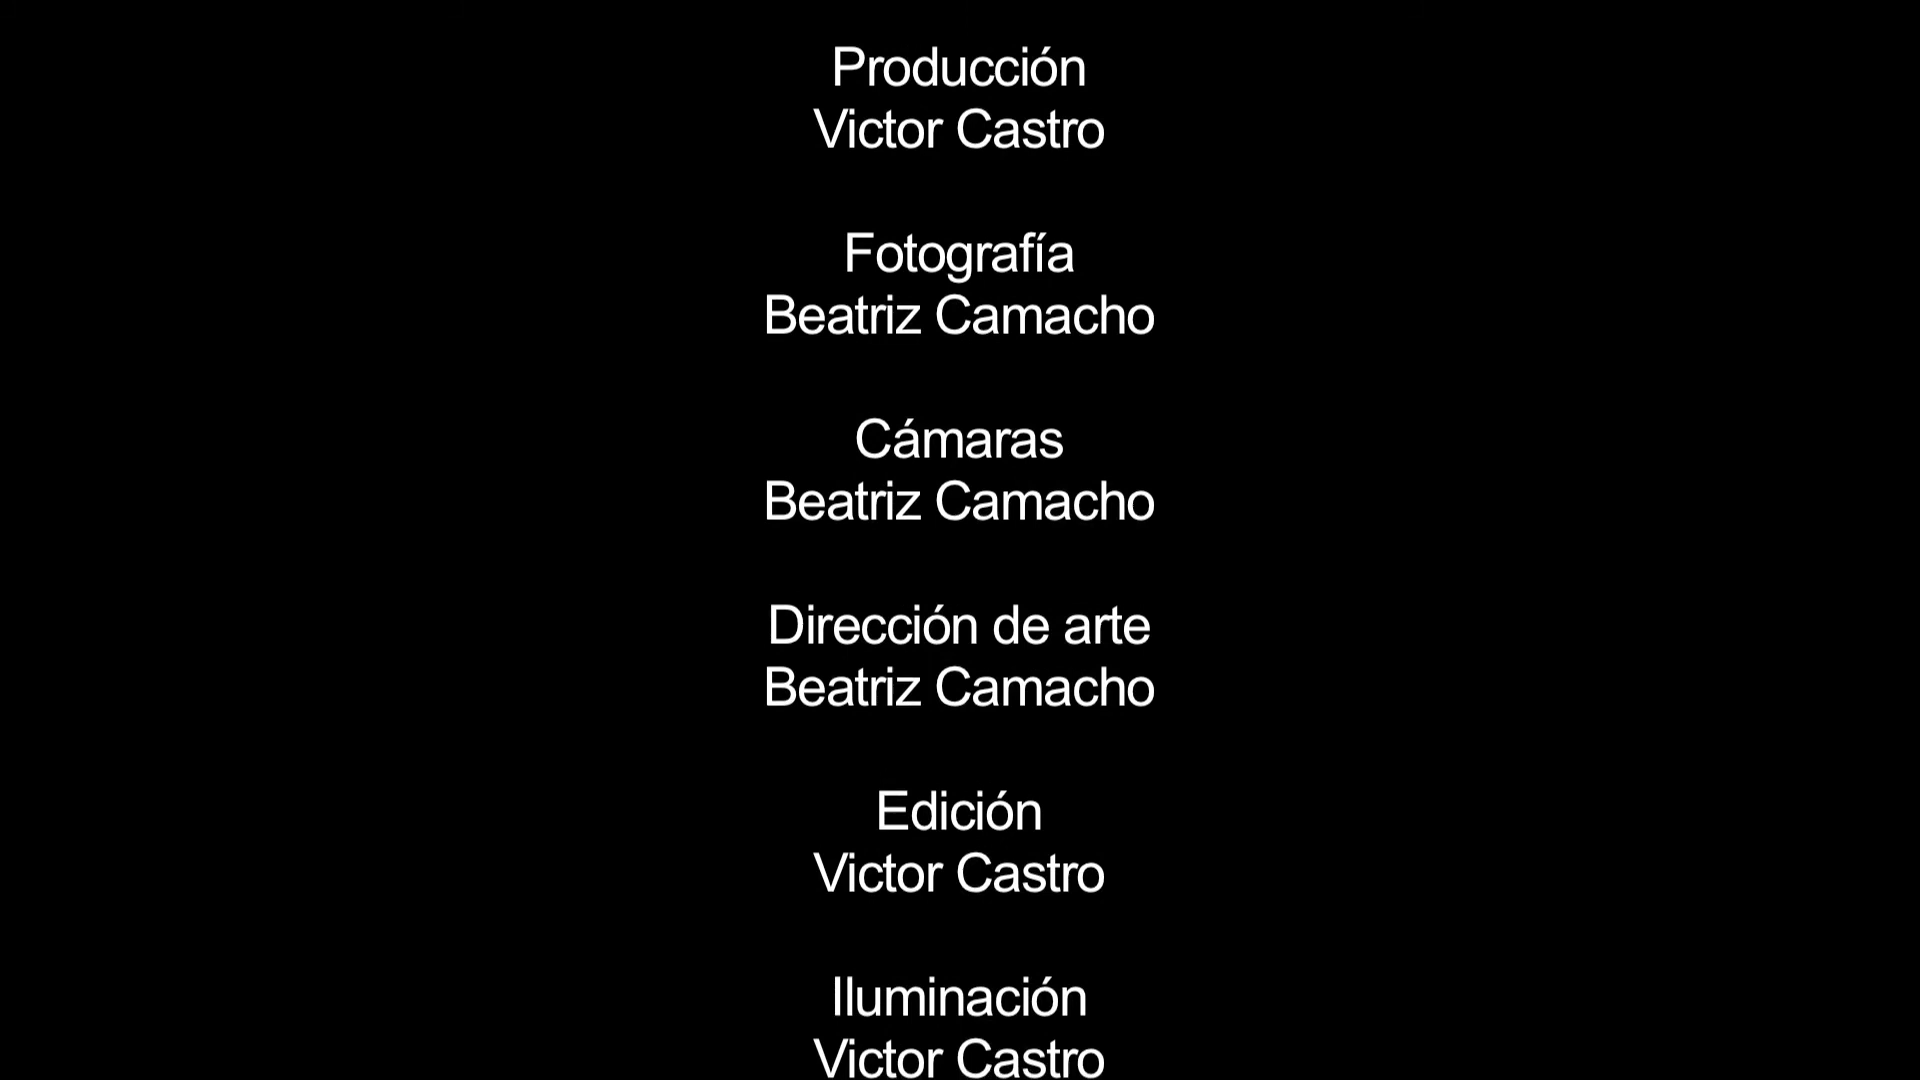 Producción
Victor Castro
Fotografía
Beatriz Camacho
Cámaras
Beatriz Camacho
Dirección de arte
Beatriz Camacho
Edición
Victor Castro
Iluminación
Victor Castro